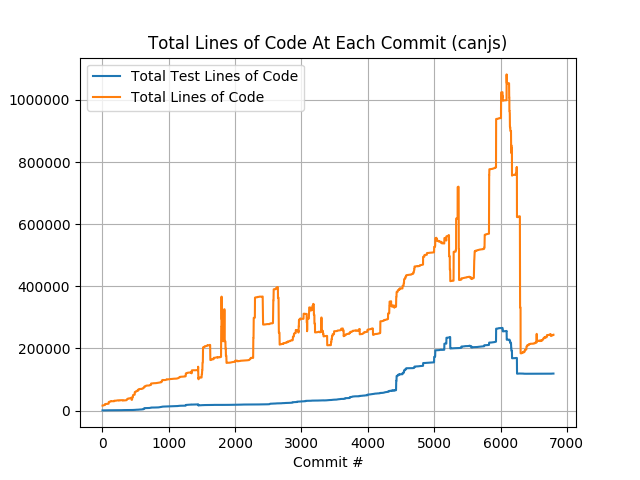 Total Lines of Code At Each Commit (canjs)
Total Test Lines of Code
Total Lines of Code
1000000
800000
600000
400000
200000
0
0 1000 2000 3000 4000 5000 6000 7000
Commit #